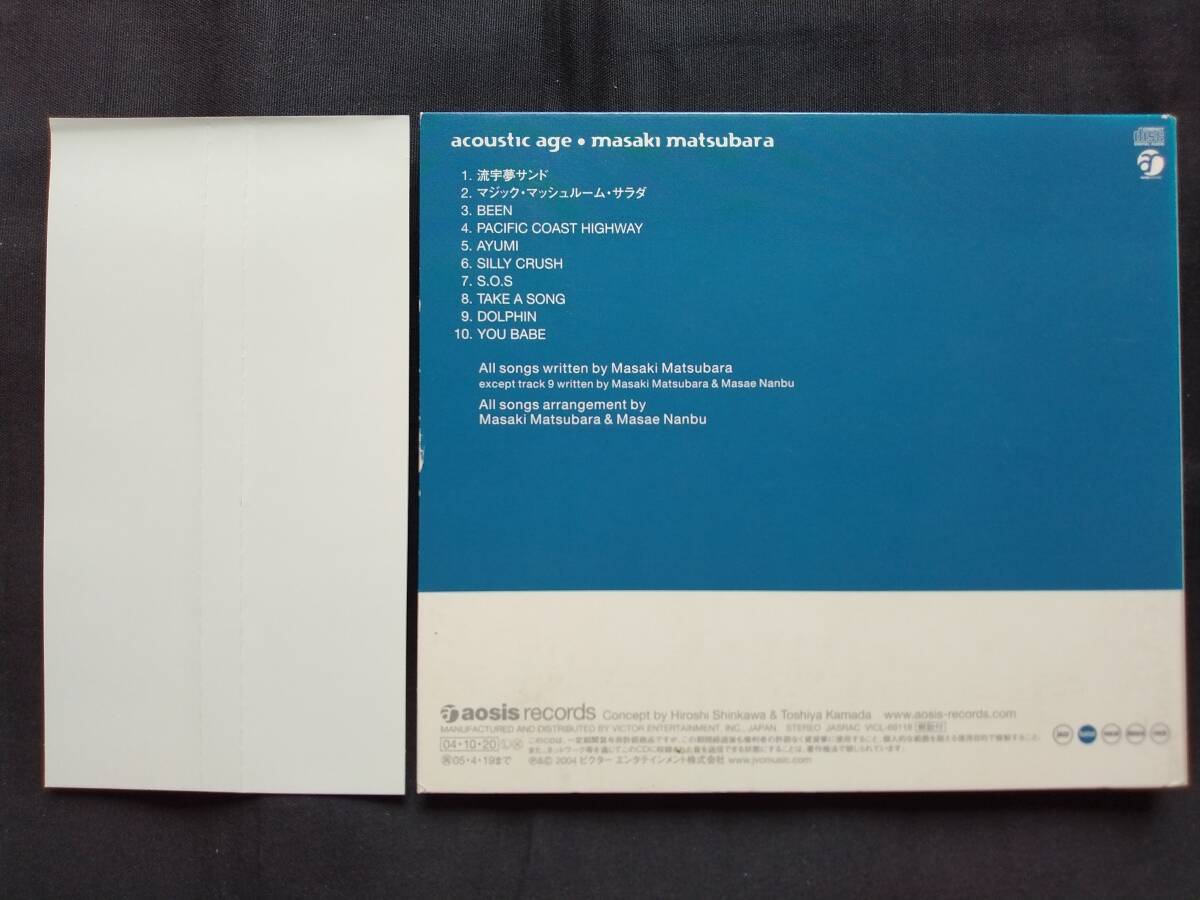 acoustic age • masaki matsubara
DIGITAL AUDIO
1. 流宇夢サンド
2. マジック・マッシュルーム・サラダ
3. BEEN
4. PACIFIC COAST HIGHWAY
5. AYUMI
6. SILLY CRUSH
7. S.O.S
8. TAKE A SONG
9. DOLPHIN
10. YOU BABE
All songs written by Masaki Matsubara
except track 9 written by Masaki Matsubara & Masae Nanbu
All songs arrangement by
Masaki Matsubara & Masae Nanbu
aosis records Concept by Hiroshi Shinkawa & Toshiya Kamada www.aosis-records.com
MANUFACTURED AND DISTRIBUTED BY VICTOR ENTERTAINMENT, INC., JAPAN. STEREO JASRAC
04・10・20
05・4・19まで ℗&© 2004 ビクター エンタテインメント株式会社 www.jvcmusic.com